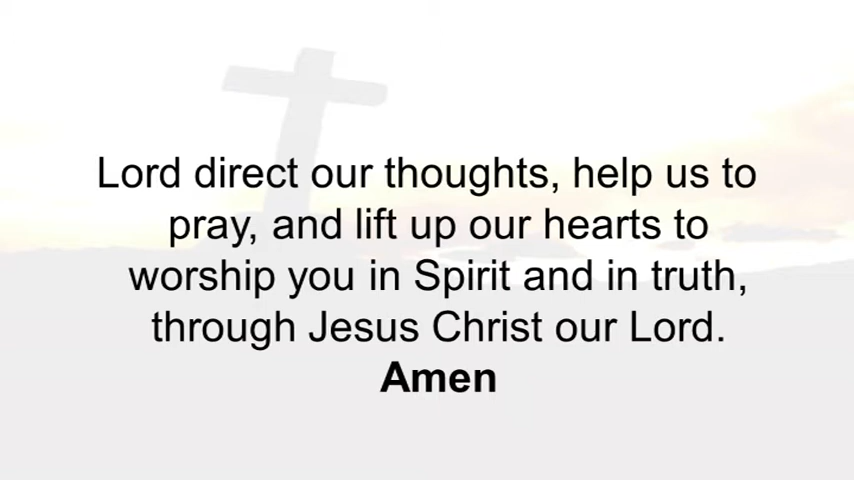 Lord direct our thoughts, help us to
pray, and lift up our hearts to
worship you in Spirit and in truth,
through Jesus Christ our Lord.
Amen